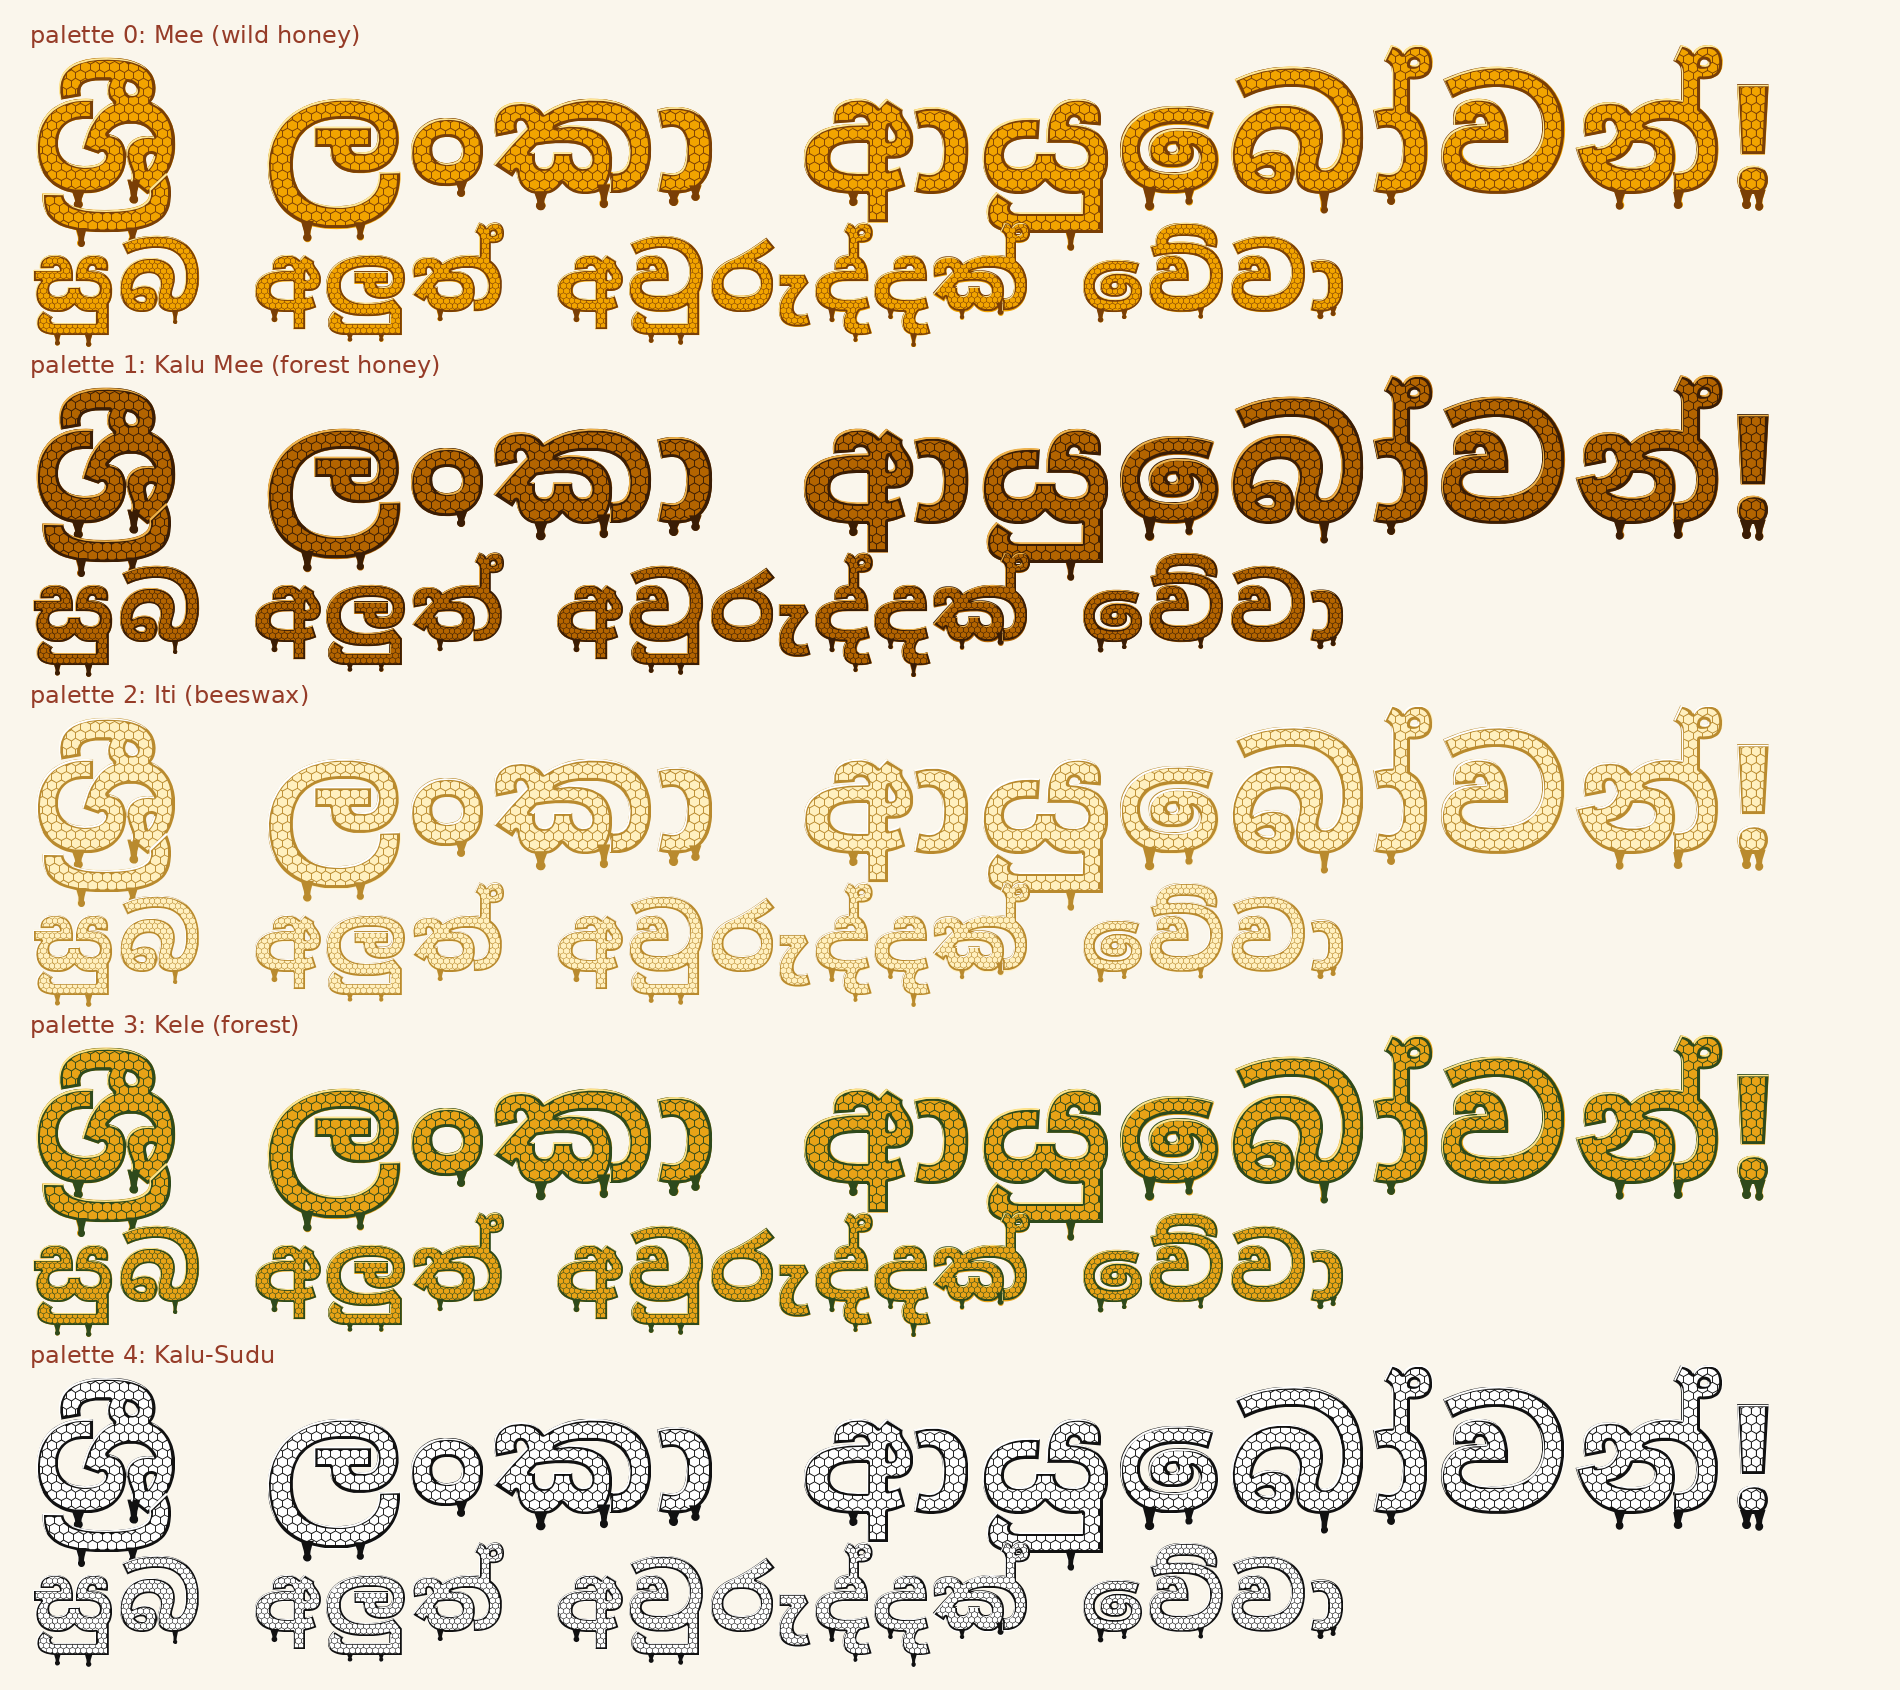 palette 0: Mee (wild honey)
ශ්‍රී ලංකා ආයුබෝවන්!
සුබ අලුත් අවුරුද්දක් වේවා
palette 1: Kalu Mee (forest honey)
ශ්‍රී ලංකා ආයුබෝවන්!
සුබ අලුත් අවුරුද්දක් වේවා
palette 2: Iti (beeswax)
ශ්‍රී ලංකා ආයුබෝවන්!
සුබ අලුත් අවුරුද්දක් වේවා
palette 3: Kele (forest)
ශ්‍රී ලංකා ආයුබෝවන්!
සුබ අලුත් අවුරුද්දක් වේවා
palette 4: Kalu-Sudu
ශ්‍රී ලංකා ආයුබෝවන්!
සුබ අලුත් අවුරුද්දක් වේවා